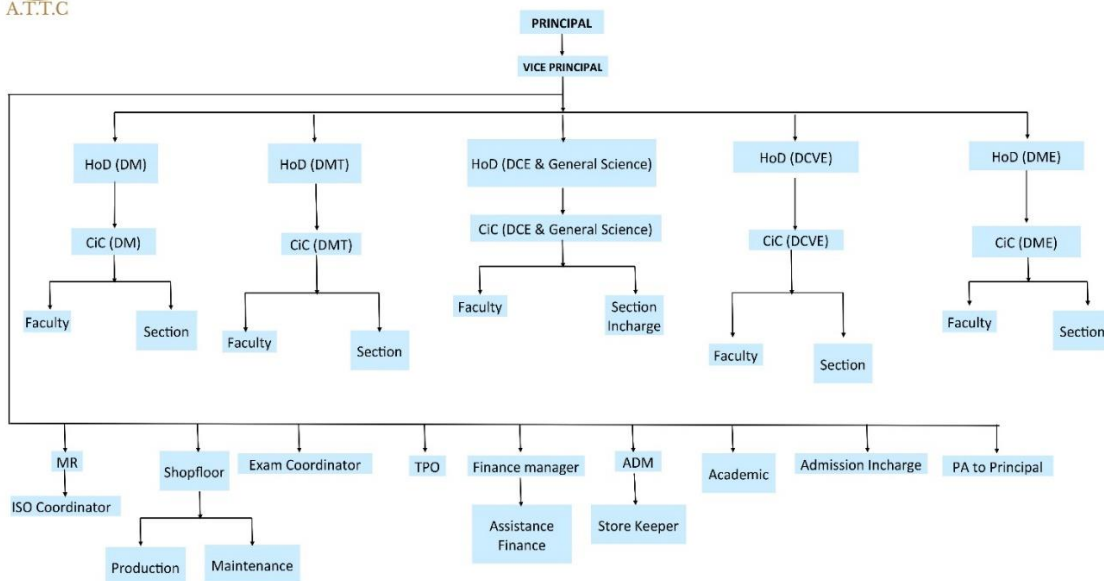 A.T.T.C
PRINCIPAL
VICE PRINCIPAL
HoD (DM)
HoD (DMT)
HoD (DCE & General Science)
HoD (DCVE)
HoD (DME)
CiC (DM)
CiC (DMT)
CiC (DCE & General Science)
CiC (DCVE)
CiC (DME)
Faculty
Section
Faculty
Section
Faculty
Section
Incharge
Faculty
Section
Faculty
Section
MR
Shopfloor
Exam Coordinator
TPO
Finance manager
ADM
Academic
Admission Incharge
PA to Principal
ISO Coordinator
Production
Maintenance
Assistance
Finance
Store Keeper